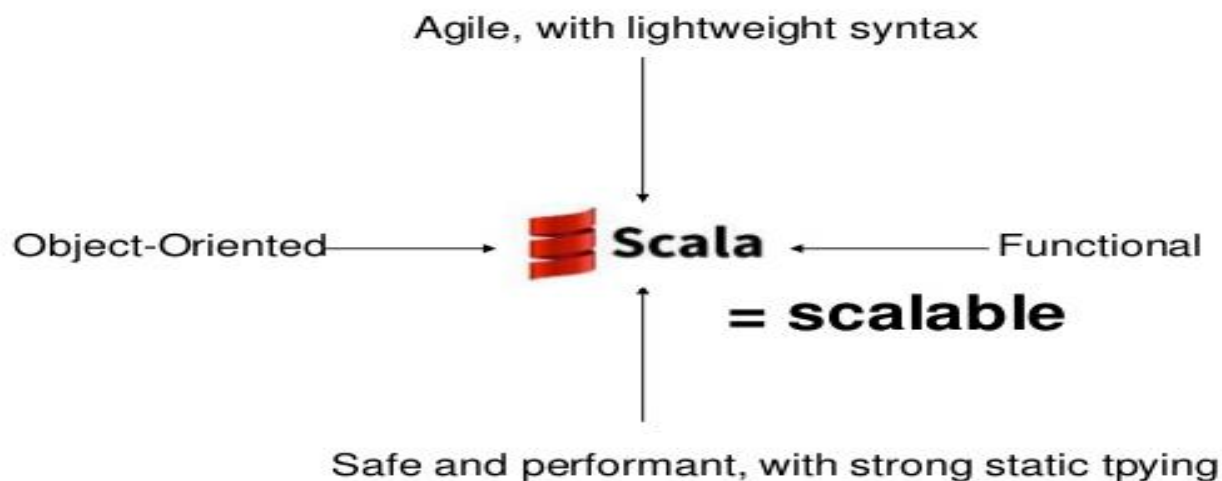 Agile, with lightweight syntax
Object-Oriented
Scala
Functional
= scalable
Safe and performant, with strong static tpying